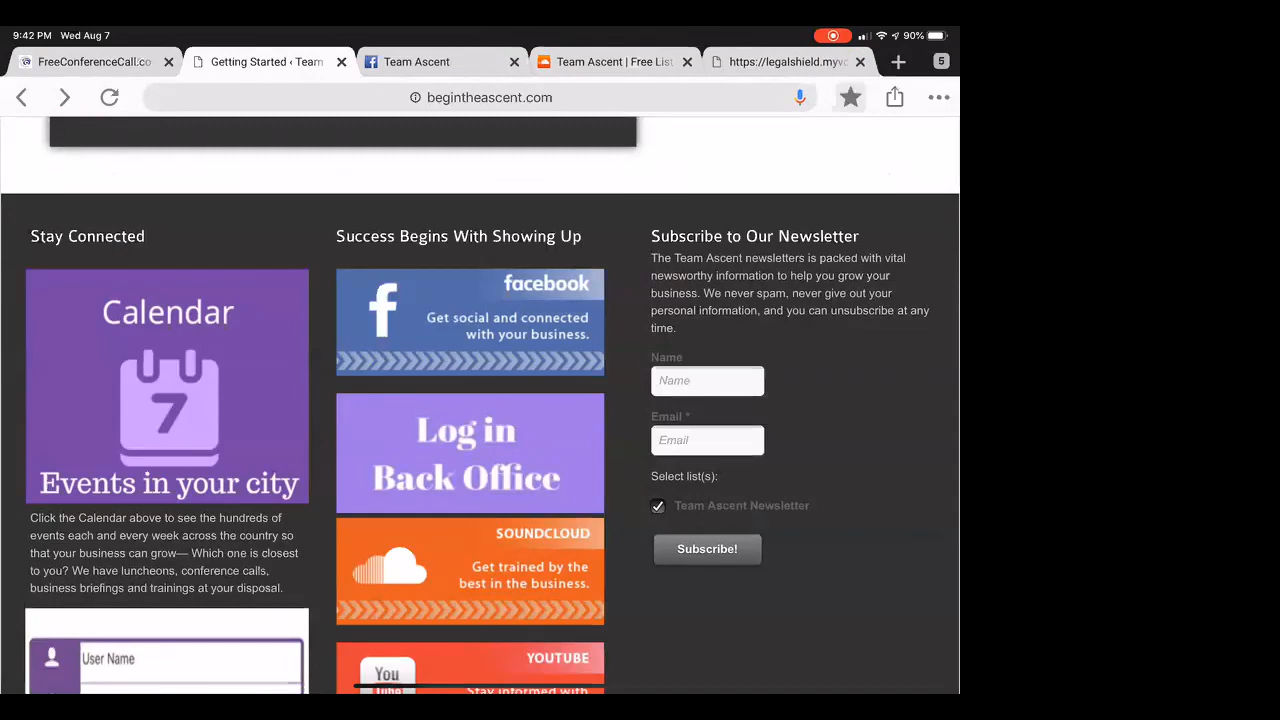 9:42 PM Wed Aug 7
90%
FreeConferenceCall.co
Getting Started ‹ Team
Team Ascent
Team Ascent | Free List
https://legalshield.myvo
5
begintheascent.com
Stay Connected
Calendar
7
Events in your city
Click the Calendar above to see the hundreds of
events each and every week across the country so
that your business can grow— Which one is closest
to you? We have luncheons, conference calls,
business briefings and trainings at your disposal.
User Name
Success Begins With Showing Up
facebook
Get social and connected
with your business.
Log in
Back Office
SOUNDCLOUD
Get trained by the
best in the business.
YOUTUBE
You
Tube
Stay informed with
Subscribe to Our Newsletter
The Team Ascent newsletters is packed with vital
newsworthy information to help you grow your
business. We never spam, never give out your
personal information, and you can unsubscribe at any
time.
Name
Name
Email *
Email
Select list(s):
Team Ascent Newsletter
Subscribe!